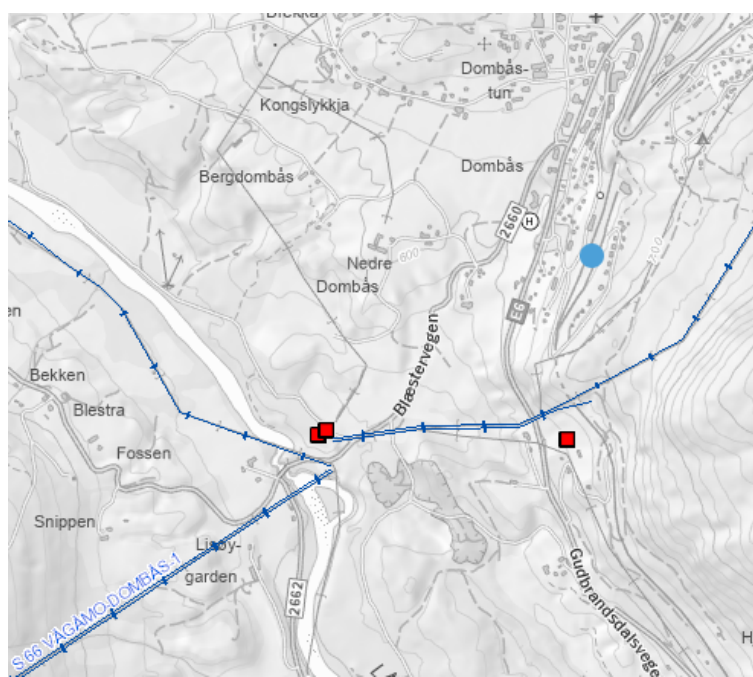 Dombås-
tun
Kongslykkja
Dombås
Bergdombås
2660
H
Nedre
Dombås
600
700
E6
Blæstervegen
Bekken
Blestra
Fossen
Snippen
garden
2662
S 66 VÅGÅMO-DOMBÅS-1
Gudbrandsdalsvege